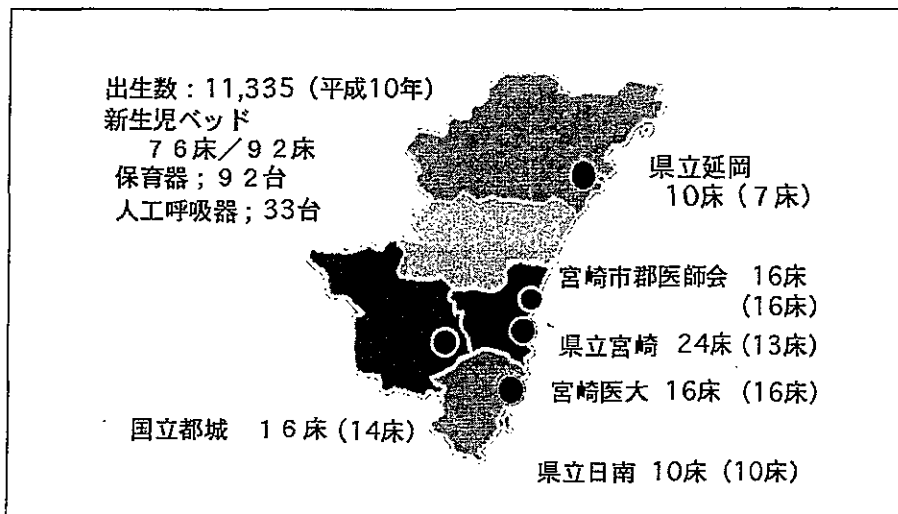 出生数：11,335（平成10年）
新生児ベッド
７６床／９２床
保育器；９２台
人工呼吸器；33台
県立延岡
10床（７床）
宮崎市郡医師会　16床
(16床)
県立宮崎　24床 (13床)
宮崎医大　16床　(16床)
国立都城　１６床 (14床)
県立日南　10床（10床）